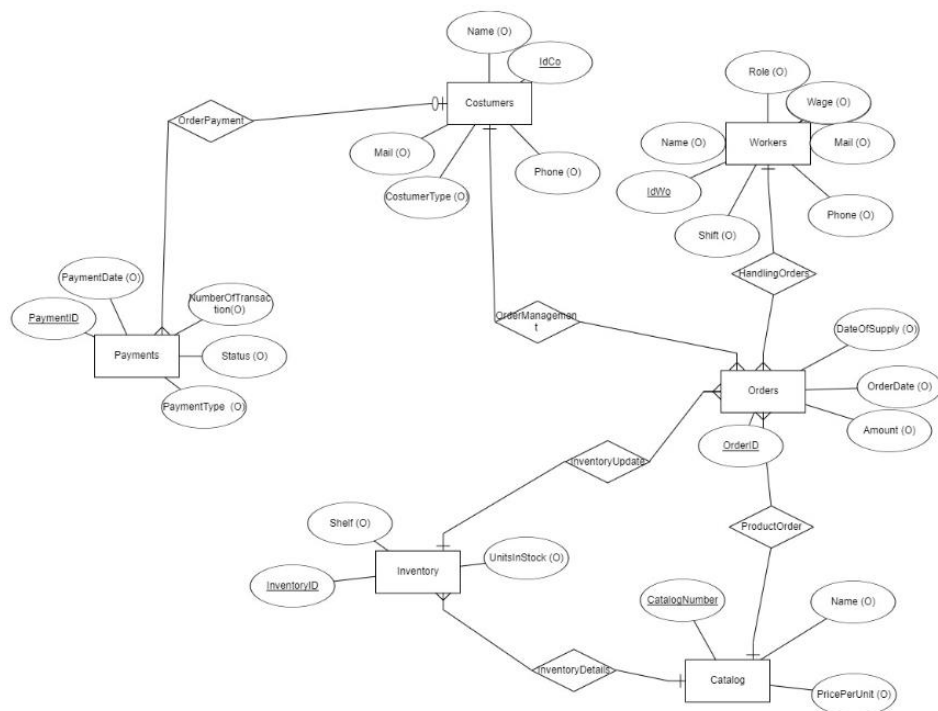 Name (O)
IdCo
Costumers
Mail (O)
CostumerType (O)
Phone (O)
OrderPayment
Role (O)
Wage (O)
Name (O)
Workers
Mail (O)
IdWo
Shift (O)
Phone (O)
HandlingOrders
PaymentDate (O)
PaymentID
NumberOfTransac
tion(O)
Payments
Status (O)
PaymentType (O)
OrderManagemen
t
DateOfSupply (O)
Orders
OrderDate (O)
Amount (O)
OrderID
InventoryUpdate
ProductOrder
Shelf (O)
InventoryID
Inventory
UnitsInStock (O)
InventoryDetails
CatalogNumber
Name (O)
Catalog
PricePerUnit (O)